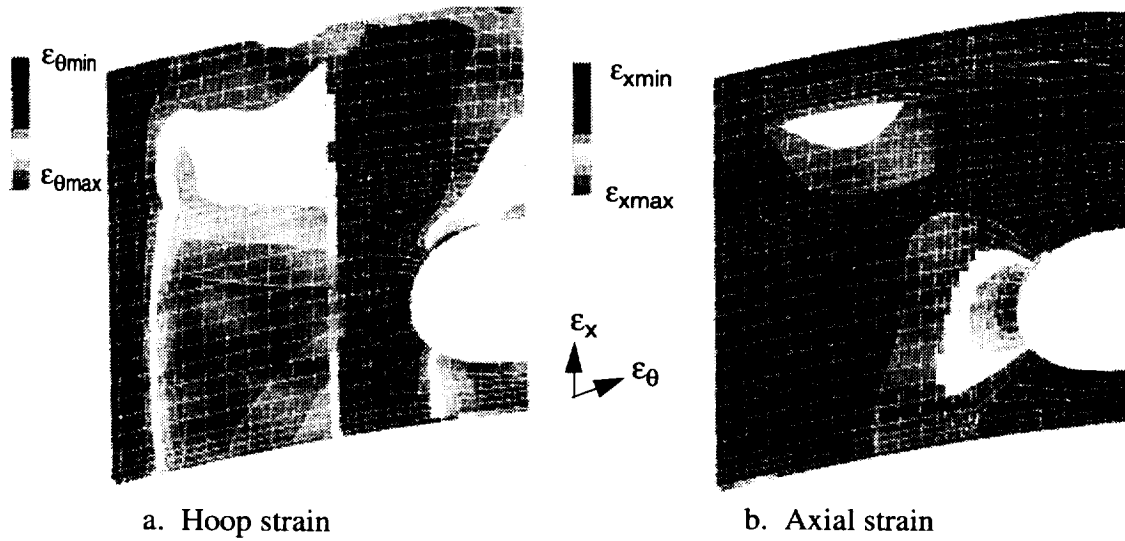 εθmin
εθmax
εxmin
εxmax
εx
εθ
a. Hoop strain
b. Axial strain